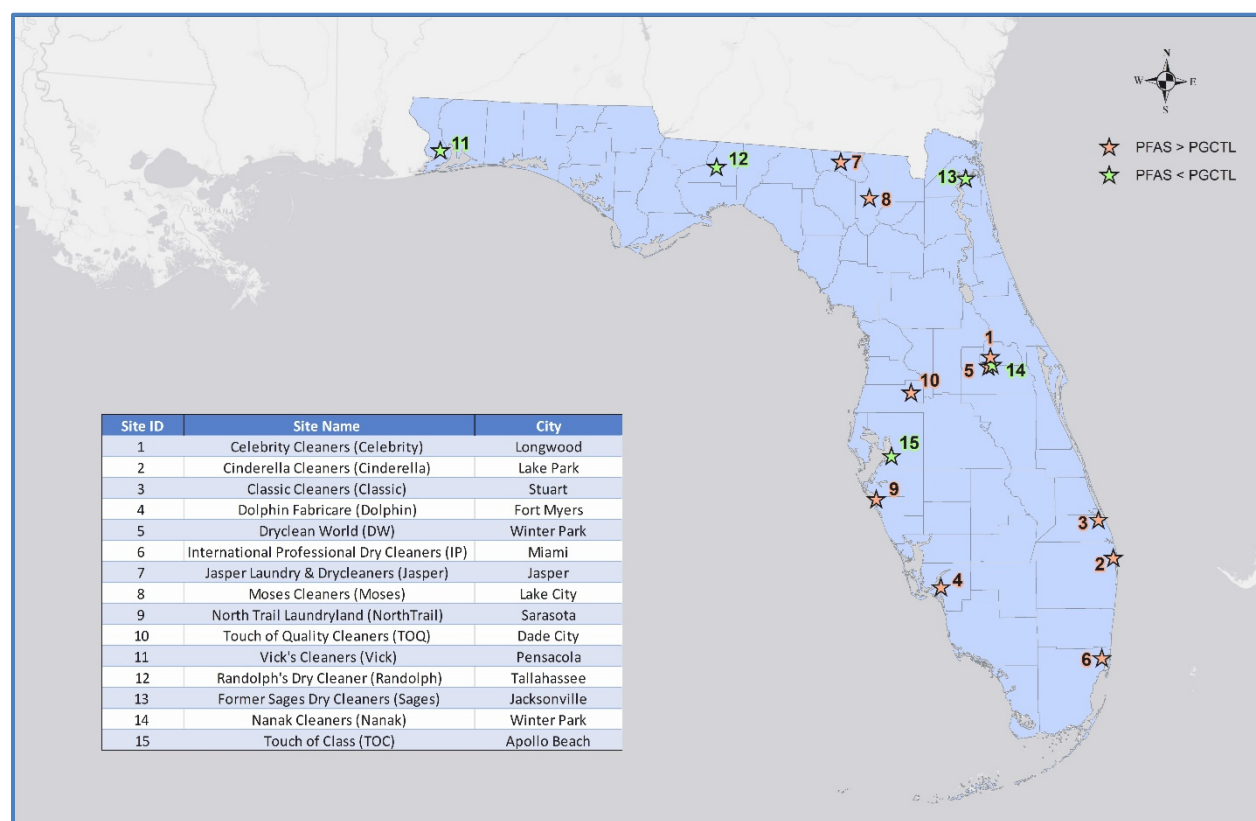 N
W E
S
PFAS > PGCTL
PFAS < PGCTL
11
12
7
13
8
1
5 14
10
15
9
3
2
4
6
Site ID Site Name City
1 Celebrity Cleaners (Celebrity) Longwood
2 Cinderella Cleaners (Cinderella) Lake Park
3 Classic Cleaners (Classic) Stuart
4 Dolphin Fabricare (Dolphin) Fort Myers
5 Dryclean World (DW) Winter Park
6 International Professional Dry Cleaners (IP) Miami
7 Jasper Laundry & Drycleaners (Jasper) Jasper
8 Moses Cleaners (Moses) Lake City
9 North Trail Laundryland (NorthTrail) Sarasota
10 Touch of Quality Cleaners (TOQ) Dade City
11 Vick's Cleaners (Vick) Pensacola
12 Randolph's Dry Cleaner (Randolph) Tallahassee
13 Former Sages Dry Cleaners (Sages) Jacksonville
14 Nanak Cleaners (Nanak) Winter Park
15 Touch of Class (TOC) Apollo Beach